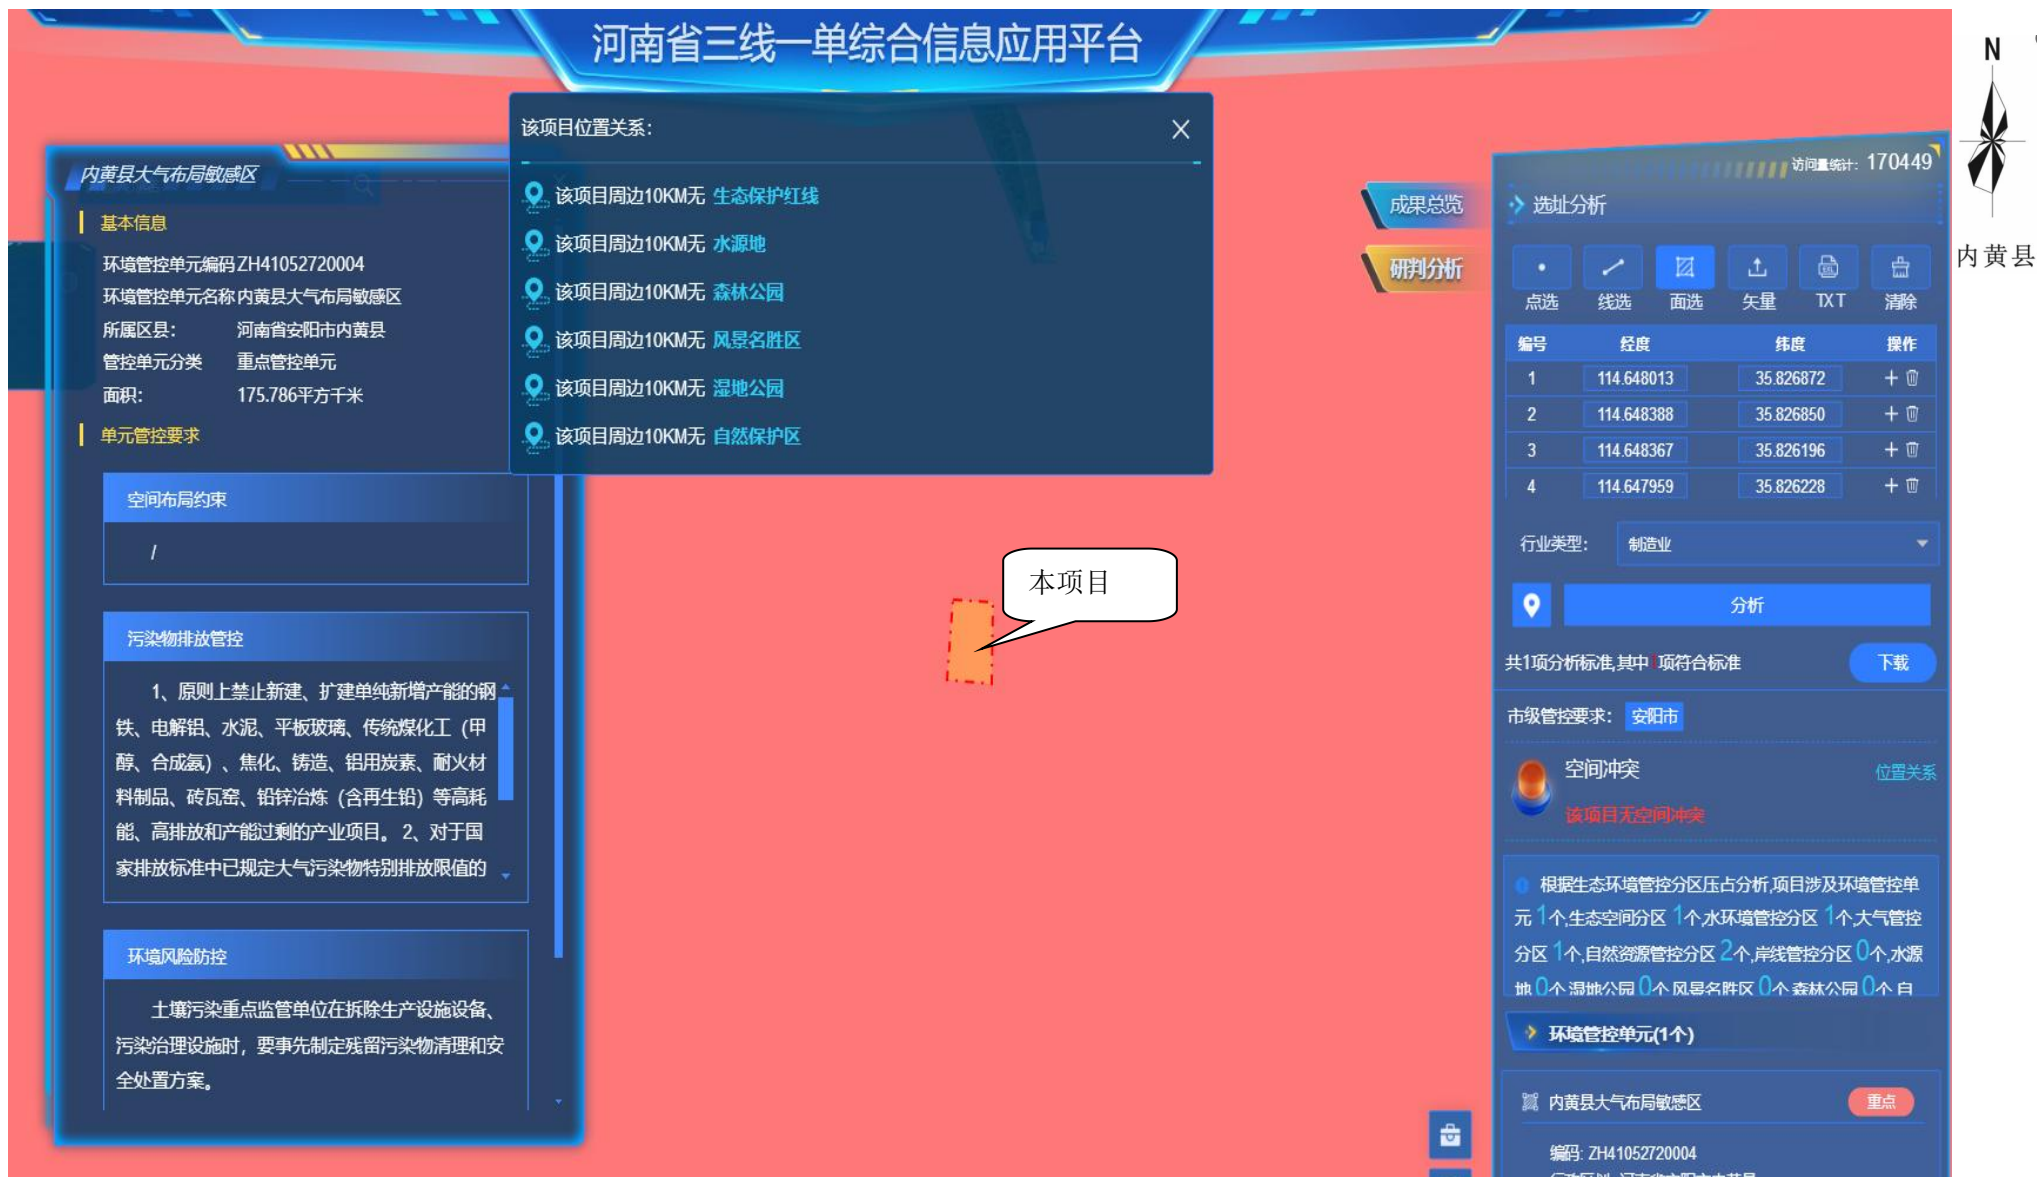 河南省三线一单综合信息应用平台
N
内黄县
内黄县大气布局敏感区
基本信息
环境管控单元编码 ZH41052720004
环境管控单元名称 内黄县大气布局敏感区
所属区县： 河南省安阳市内黄县
管控单元分类 重点管控单元
面积： 175.786平方千米
单元管控要求
空间布局约束
/
污染物排放管控
1、原则上禁止新建、扩建单纯新增产能的钢
铁、电解铝、水泥、平板玻璃、传统煤化工（甲
醇、合成氨）、焦化、铸造、铝用炭素、耐火材
料制品、砖瓦窑、铅锌冶炼（含再生铅）等高耗
能、高排放和产能过剩的产业项目。 2、对于国
家排放标准中已规定大气污染物特别排放限值的
环境风险防控
土壤污染重点监管单位在拆除生产设施设备、
污染治理设施时，要事先制定残留污染物清理和安
全处置方案。
该项目位置关系：
该项目周边10KM无 生态保护红线
该项目周边10KM无 水源地
该项目周边10KM无 森林公园
该项目周边10KM无 风景名胜区
该项目周边10KM无 湿地公园
该项目周边10KM无 自然保护区
本项目
成果总览
研判分析
访问量统计: 170449
选址分析
点选 线选 面选 矢量 TXT 清除
编号 经度 纬度 操作
1 114.648013 35.826872
2 114.648388 35.826850
3 114.648367 35.826196
4 114.647959 35.826228
行业类型： 制造业
分析
共1项分析标准,其中 项符合标准
下载
市级管控要求： 安阳市
空间冲突
位置关系
该项目无空间冲突
根据生态环境管控分区压占分析,项目涉及环境管控单
元1个,生态空间分区 1个,水环境管控分区 1个,大气管控
分区1个,自然资源管控分区2个,岸线管控分区0个,水源
地0个,湿地公园0个,风景名胜区0个,森林公园0个,自
环境管控单元(1个)
内黄县大气布局敏感区
重点
编码: ZH41052720004